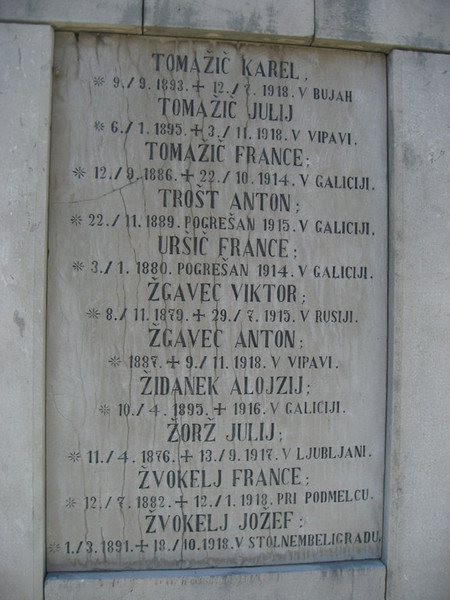 TOMAŽIČ KAREL,
* 9./9. 1893. + 12./7. 1918. V BUJAH
TOMAŽIČ JULIJ
* 6./1. 1895. + 3./11. 1918. V VIPAVI.
TOMAŽIČ FRANCE;
* 12./9. 1886. + 22./10. 1914. V GALICIJI.
TROŠT ANTON;
* 22./11. 1889. POGREŠAN 1915. V GALICIJI.
URŠIČ FRANCE;
* 3./1. 1880. POGREŠAN 1914. V GALICIJI.
ŽGAVEC VIKTOR;
* 8./11. 1879. + 29./7. 1915. V RUSIJI.
ŽGAVEC ANTON;
* 1887. + 9./11. 1918. V VIPAVI.
ŽIDANEK ALOJZIJ;
* 10./4. 1895. + 1916. V GALICIJI.
ŽORŽ JULIJ;
* 11./4. 1876. + 13./9. 1917. V LJUBLJANI.
ŽVOKELJ FRANCE;
* 12./7. 1882. + 12./1. 1918. PRI PODMELCU.
ŽVOKELJ JOŽEF;
* 1./3. 1891. + 18./10. 1918. V STOLNEMBELIGRADU.